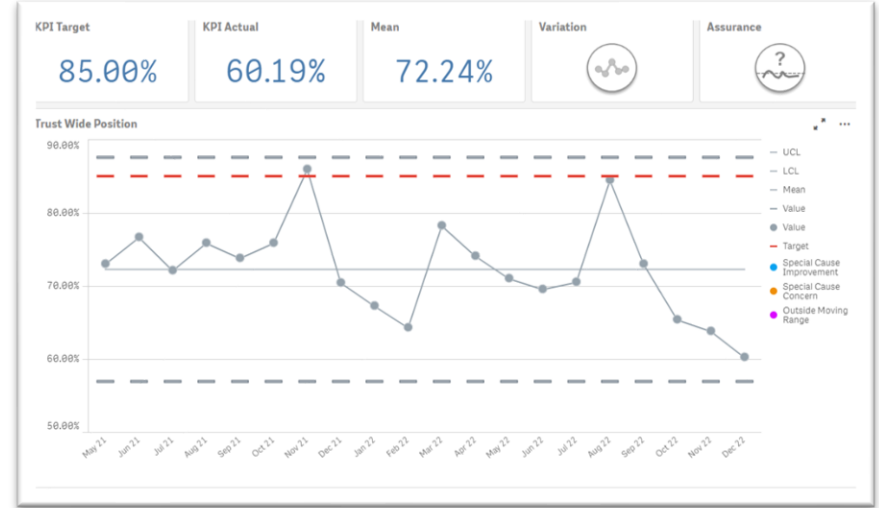 KPI Target
KPI Actual
Mean
Variation
Assurance
85.00%
60.19%
72.24%
?
Trust Wide Position
...
90.00%
80.00%
70.00%
60.00%
50.00%
UCL
LCL
Mean
Value
Value
Target
Special Cause
Improvement
Special Cause
Concern
Outside Moving
Range
May 21
Jun 21
Jul 21
Aug 21
Sep 21
Oct 21
Nov 21
Dec 21
Jan 22
Feb 22
Mar 22
Apr 22
May 22
Jun 22
Jul 22
Aug 22
Sep 22
Oct 22
Nov 22
Dec 22